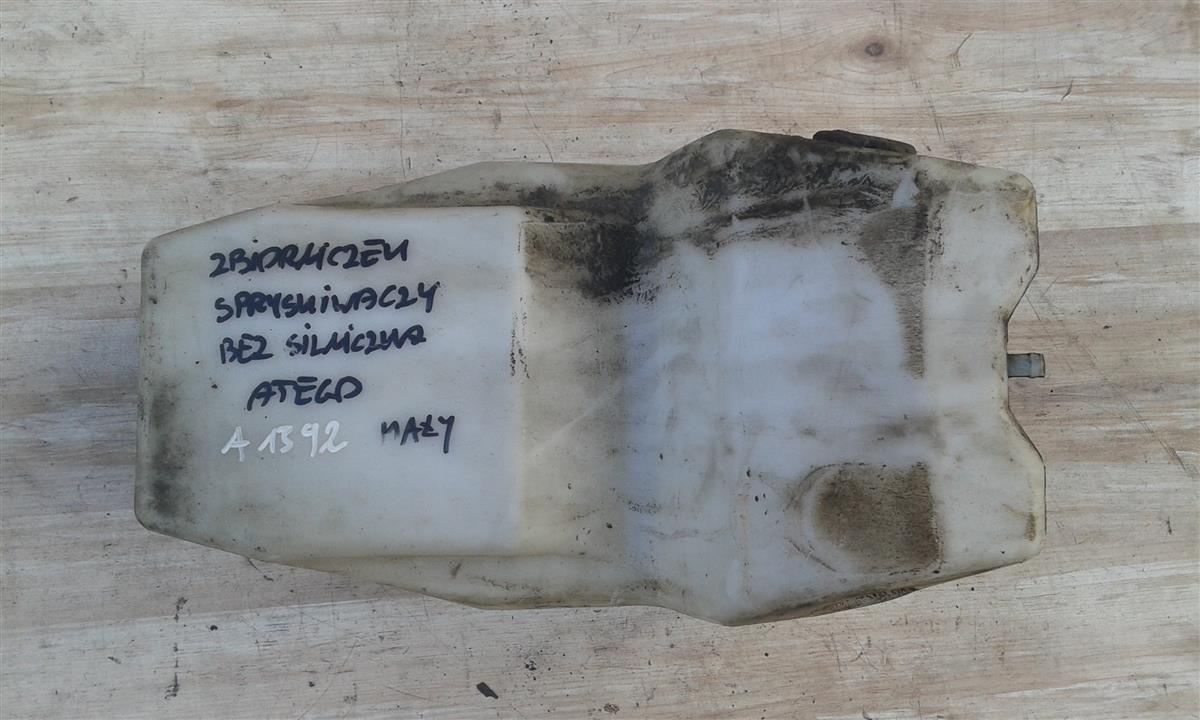 ZBIORNICZEK
SPRYSKIWACZY
BEZ SILNICZKA
ATEGO
A 1392 MAŁY